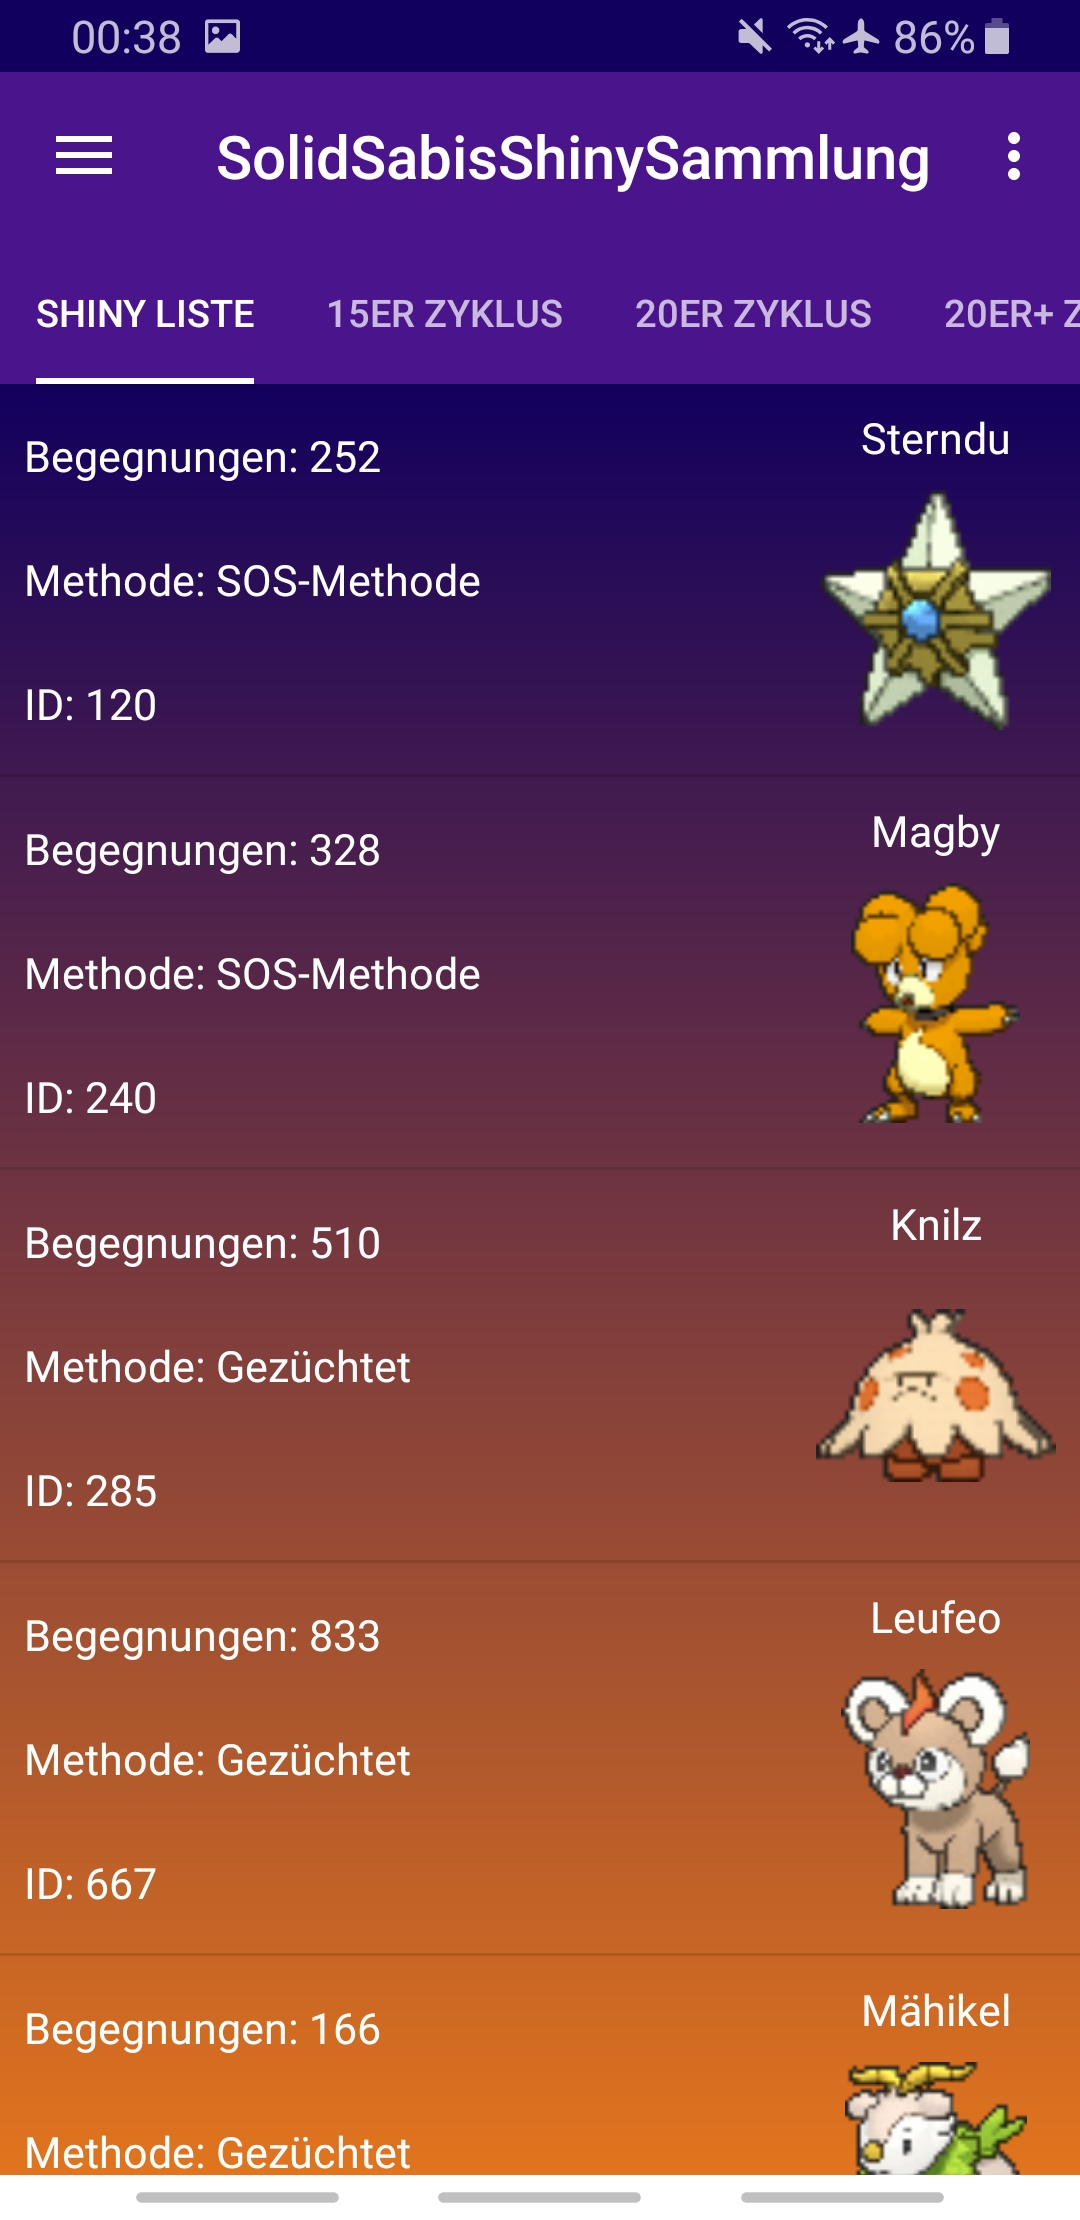 00:38 86%
SolidSabisShinySammlung
SHINY LISTE 15ER ZYKLUS 20ER ZYKLUS 20ER+ Z
Sterndu
Begegnungen: 252
Methode: SOS-Methode
ID: 120
Magby
Begegnungen: 328
Methode: SOS-Methode
ID: 240
Knilz
Begegnungen: 510
Methode: Gezüchtet
ID: 285
Leufeo
Begegnungen: 833
Methode: Gezüchtet
ID: 667
Mähikel
Begegnungen: 166
Methode: Gezüchtet